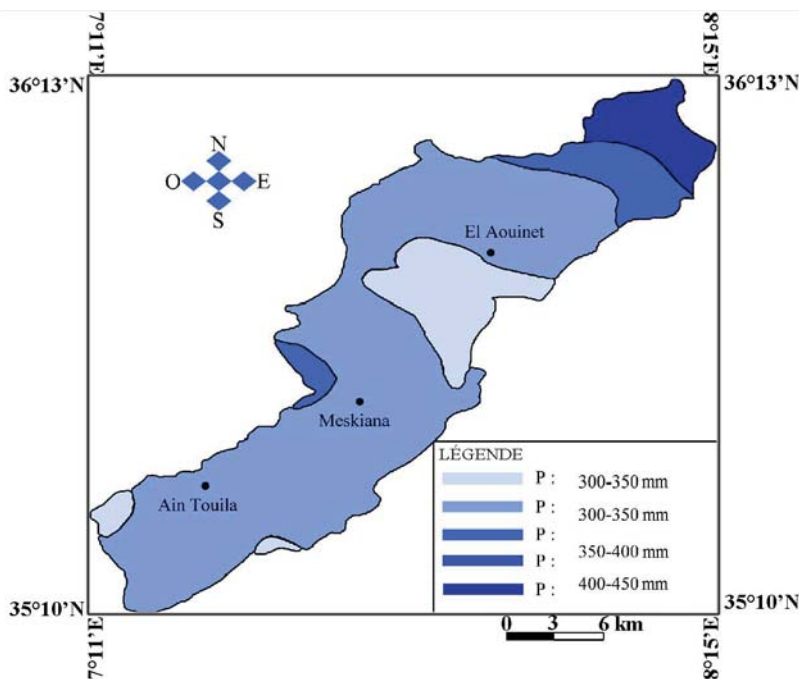 7°11'E
8°15'E
36°13'N
36°13'N
N
O
E
S
El Aouinet
Meskiana
Ain Touila
LÉGENDE
P : 300-350 mm
P : 300-350 mm
P :
350-400 mm
P :
P : 400-450 mm
35°10'N
35°10'N
0 3 6 km
7°11'E
8°15'E